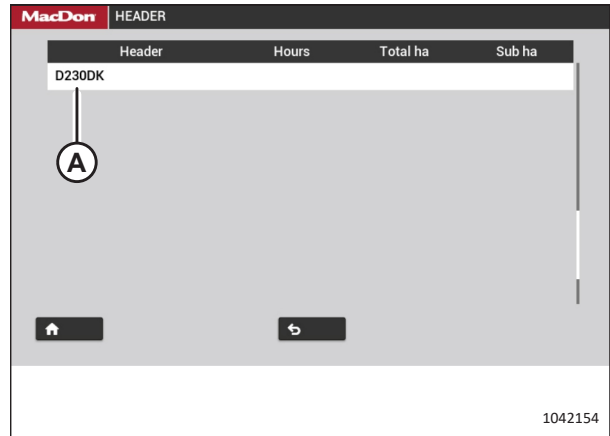 MacDon HEADER
Header Hours Total ha Sub ha
D230DK
A
1042154